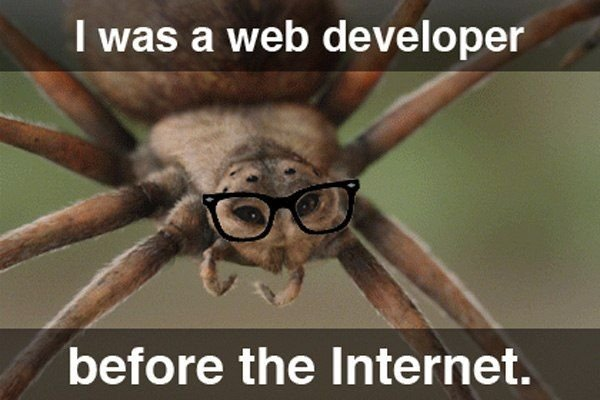 I was a web developer
before the Internet.